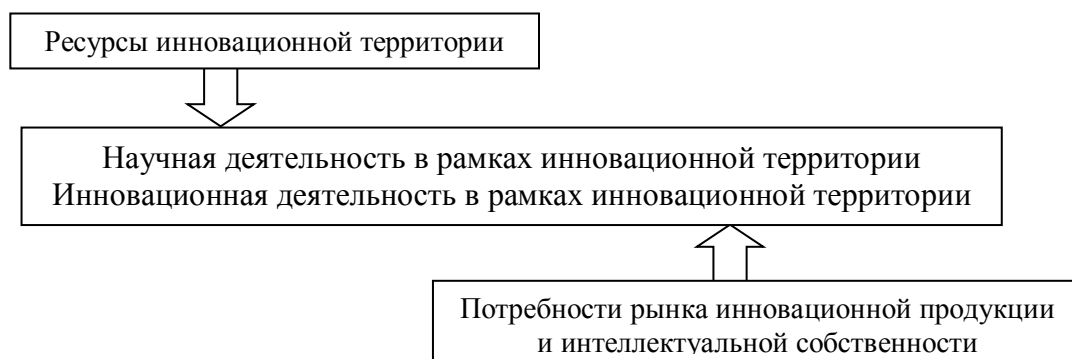 Ресурсы инновационной территории
Научная деятельность в рамках инновационной территории
Инновационная деятельность в рамках инновационной территории
Потребности рынка инновационной продукции
и интеллектуальной собственности